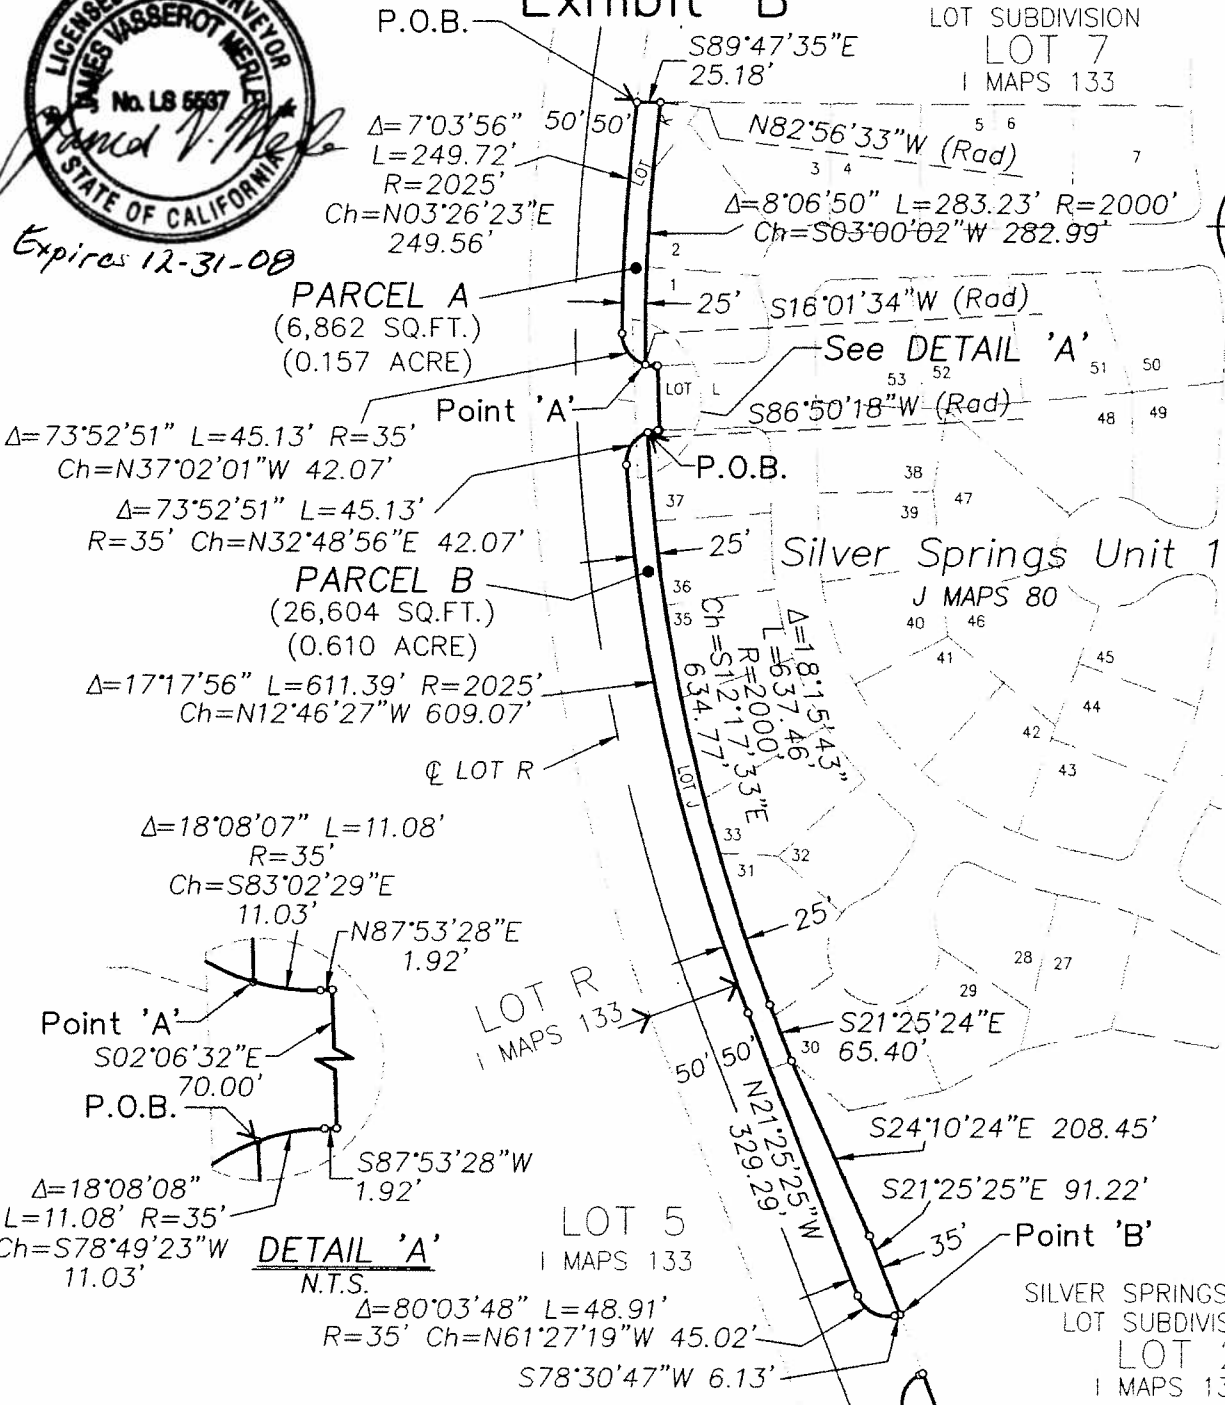 Exhibit "B"
LICENSED SURVEYOR
JAMES VASSEROT MERLE
No. LS 5537
STATE OF CALIFORNIA
Expires 12-31-08
P.O.B.
S89°47'35"E
25.18'
LOT SUBDIVISION
LOT 7
I MAPS 133
Δ=7°03'56"
L=249.72'
R=2025'
Ch=N03°26'23"E
249.56'
50' 50'
LOT
N82°56'33"W (Rad)
5 6
3 4
7
Δ=8°06'50" L=283.23' R=2000'
Ch=S03°00'02"W 282.99'
2
1
PARCEL A
(6,862 SQ.FT.)
(0.157 ACRE)
25'
S16°01'34"W (Rad)
See DETAIL 'A'
51
50
53 52
LOT L
Point 'A'
S86°50'18"W (Rad)
48
49
Δ=73°52'51" L=45.13' R=35'
Ch=N37°02'01"W 42.07'
P.O.B.
38
47
39
37
Δ=73°52'51" L=45.13'
R=35' Ch=N32°48'56"E 42.07'
25'
Silver Springs Unit 1
J MAPS 80
PARCEL B
(26,604 SQ.FT.)
(0.610 ACRE)
36
35
40
46
41
45
44
42
43
Δ=18°15'43"
L=637.46'
R=2000'
Ch=S12°17'33"E
634.77'
Δ=17°17'56" L=611.39' R=2025'
Ch=N12°46'27"W 609.07'
℄ LOT R
LOT J
33
32
31
Δ=18°08'07" L=11.08'
R=35'
Ch=S83°02'29"E
11.03'
N87°53'28"E
1.92'
25'
28
27
29
LOT R
I MAPS 133
Point 'A'
S02°06'32"E
70.00'
P.O.B.
S21°25'24"E
65.40'
30
50' 50'
N21°25'25"W
329.29'
S24°10'24"E 208.45'
S87°53'28"W
1.92'
Δ=18°08'08"
L=11.08' R=35'
Ch=S78°49'23"W
11.03'
DETAIL 'A'
N.T.S.
LOT 5
I MAPS 133
S21°25'25"E 91.22'
35'
Point 'B'
Δ=80°03'48" L=48.91'
R=35' Ch=N61°27'19"W 45.02'
S78°30'47"W 6.13'
SILVER SPRINGS
LOT SUBDIVIS
LOT 2
I MAPS 13